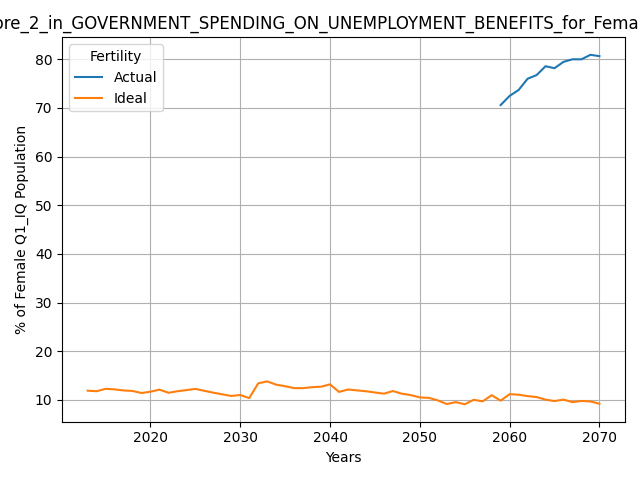 ore_2_in_GOVERNMENT_SPENDING_ON_UNEMPLOYMENT_BENEFITS_for_Fema
Fertility
Actual
Ideal
80
70
60
50
40
30
20
10
% of Female Q1_IQ Population
2020 2030 2040 2050 2060 2070
Years